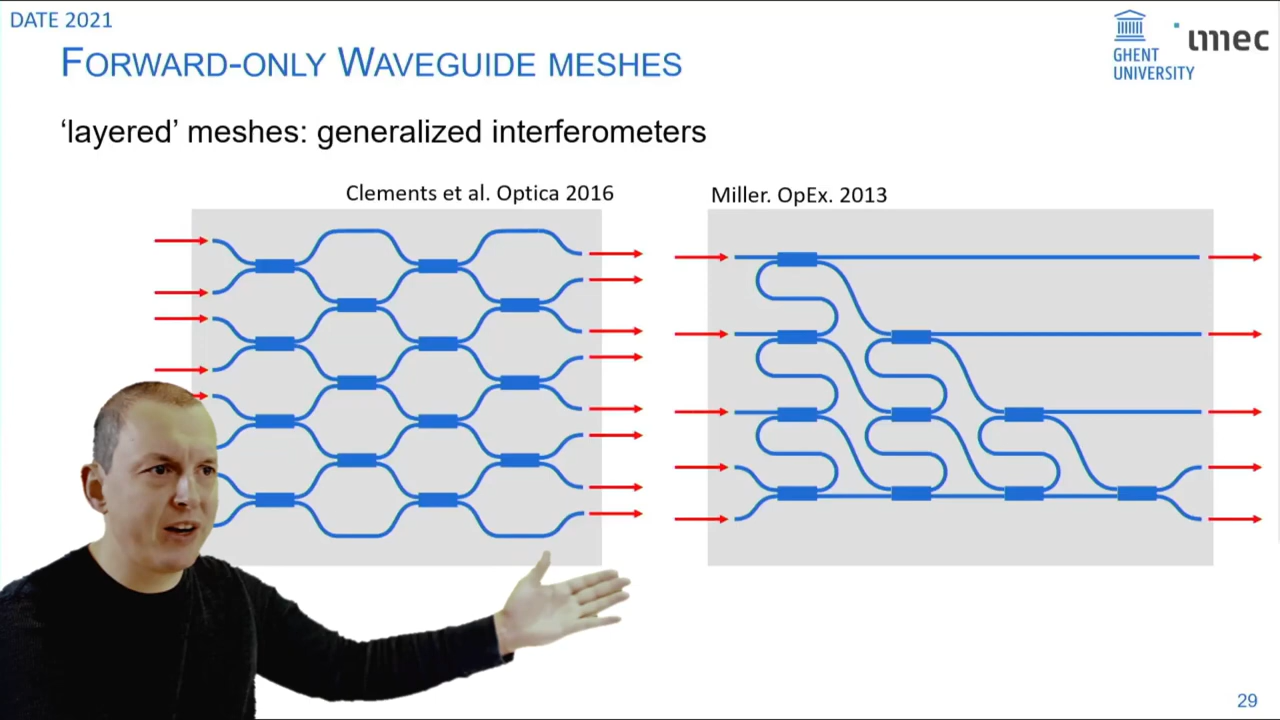 DATE 2021
FORWARD-ONLY WAVEGUIDE MESHES
GHENT
UNIVERSITY
imec
‘layered’ meshes: generalized interferometers
Clements et al. Optica 2016
Miller. OpEx. 2013
29